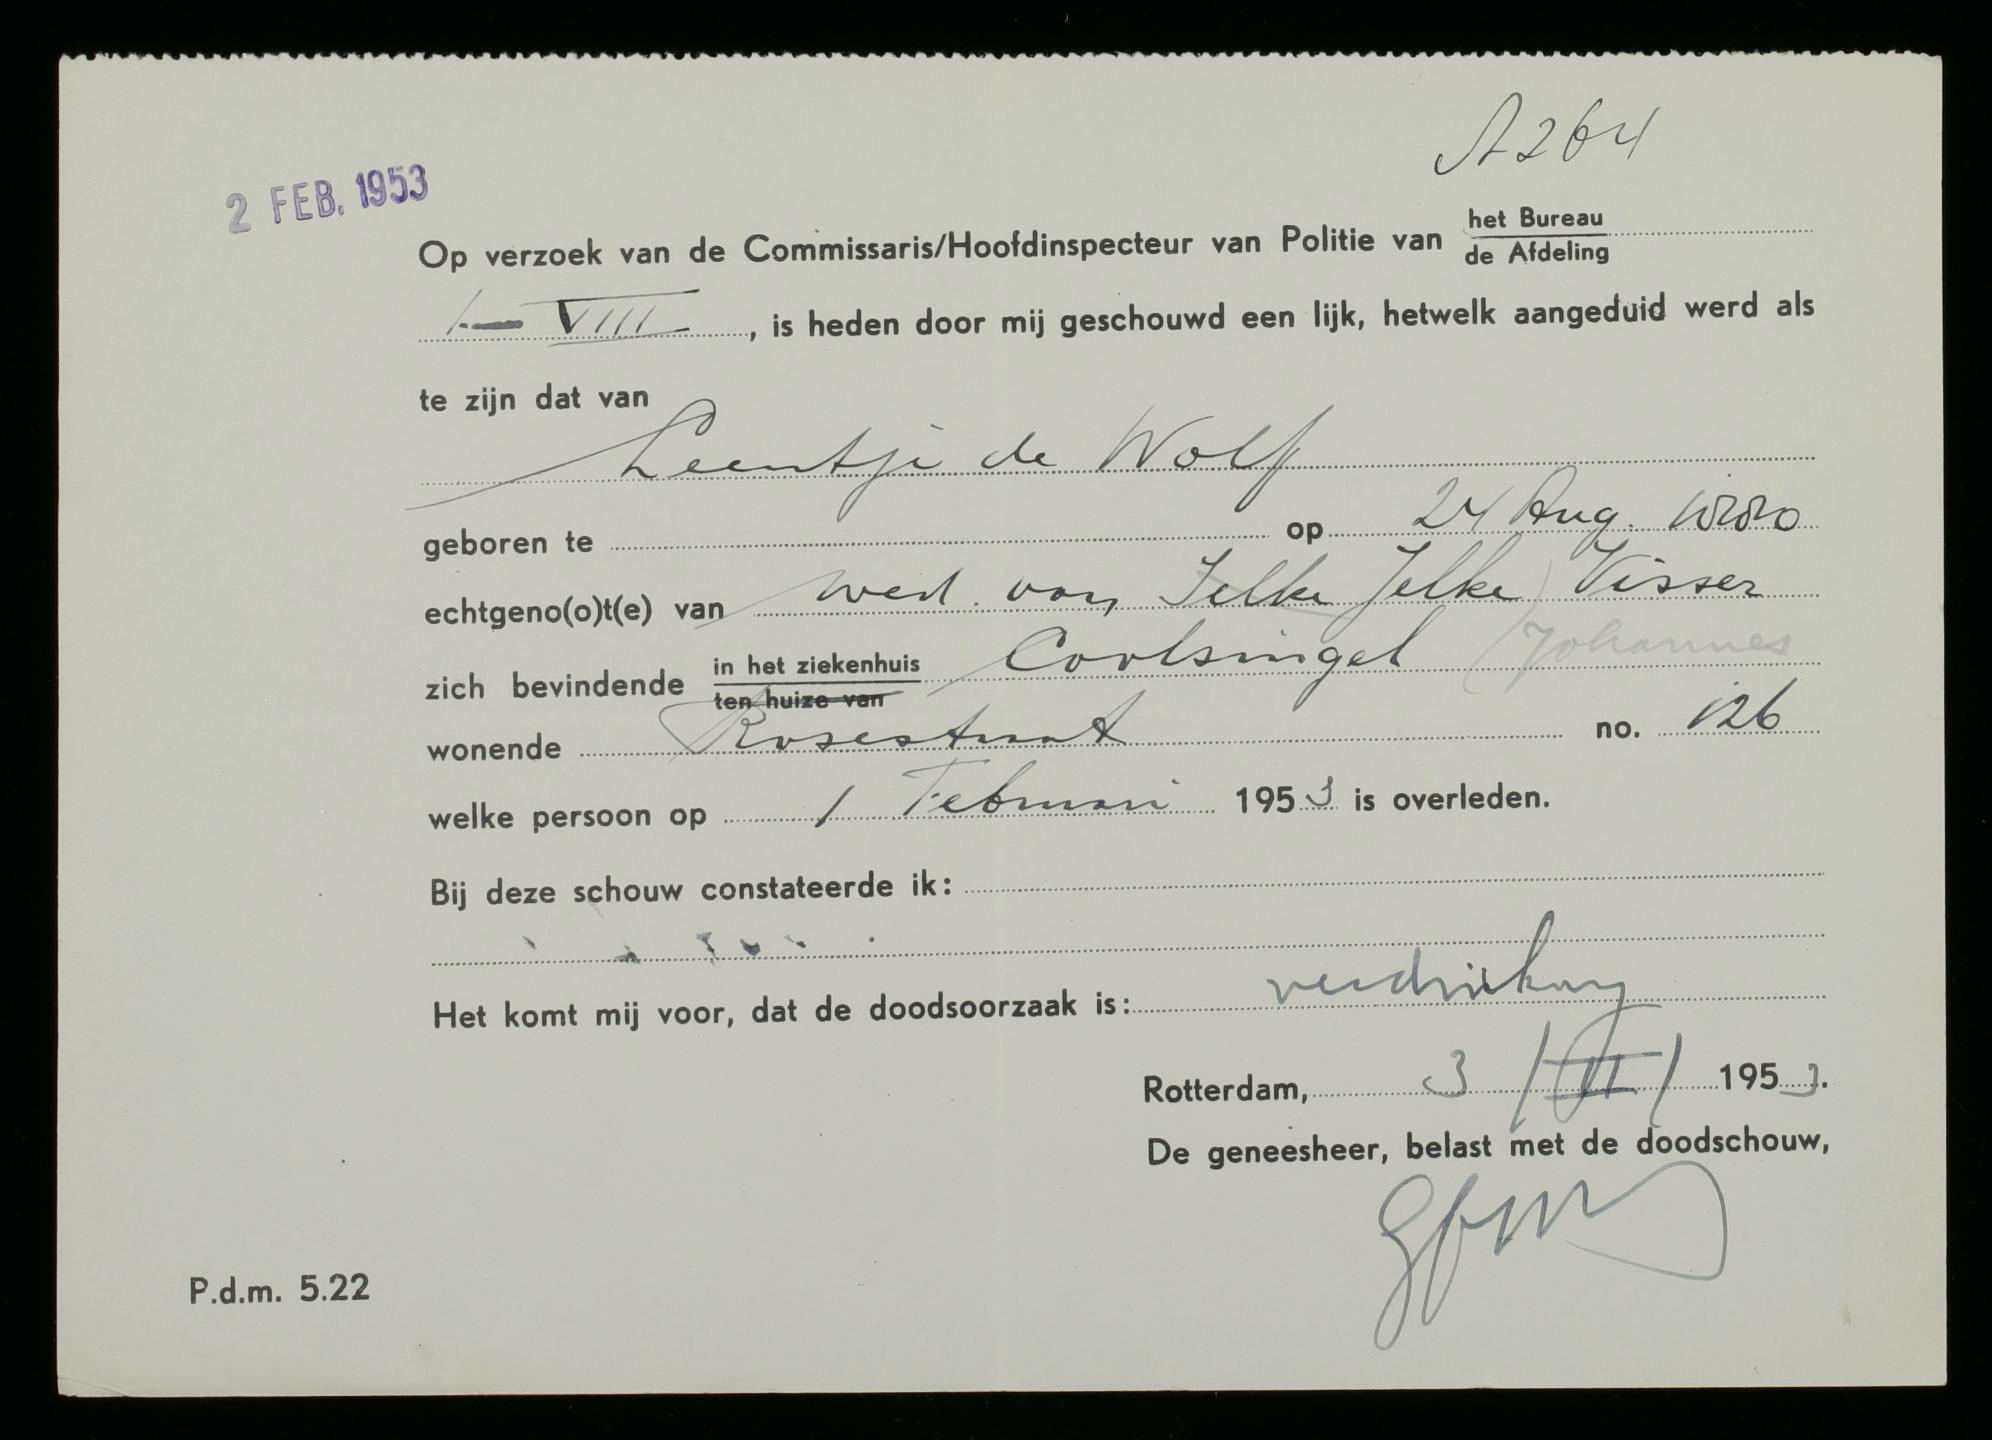 A 264
2 FEB. 1953
Op verzoek van de Commissaris/Hoofdinspecteur van Politie van het Bureau
de Afdeling
1 – VIII, is heden door mij geschouwd een lijk, hetwelk aangeduid werd als
te zijn dat van
Leentje de Wolf
geboren te op 24 Aug. 1880
echtgeno(o)t(e) van wed. van Jelke Jelke Visser
(Johannes
zich bevindende in het ziekenhuis Coolsingel
ten huize van
wonende Rosestraat no. 126
welke persoon op 1 Februari 1953 is overleden.
Bij deze schouw constateerde ik:
Het komt mij voor, dat de doodsoorzaak is: verdrinking
Rotterdam, 3/II/1953.
De geneesheer, belast met de doodschouw,
P.d.m. 5.22